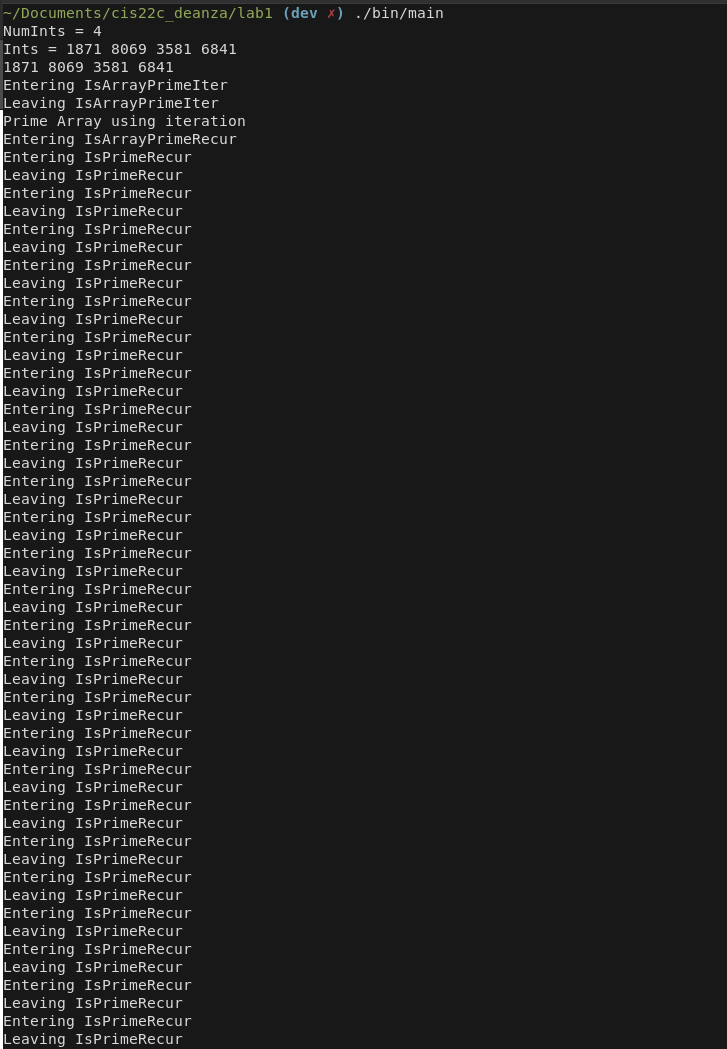 ~/Documents/cis22c_deanza/lab1 (dev ✗) ./bin/main
NumInts = 4
Ints = 1871 8069 3581 6841
1871 8069 3581 6841
Entering IsArrayPrimeIter
Leaving IsArrayPrimeIter
Prime Array using iteration
Entering IsArrayPrimeRecur
Entering IsPrimeRecur
Leaving IsPrimeRecur
Entering IsPrimeRecur
Leaving IsPrimeRecur
Entering IsPrimeRecur
Leaving IsPrimeRecur
Entering IsPrimeRecur
Leaving IsPrimeRecur
Entering IsPrimeRecur
Leaving IsPrimeRecur
Entering IsPrimeRecur
Leaving IsPrimeRecur
Entering IsPrimeRecur
Leaving IsPrimeRecur
Entering IsPrimeRecur
Leaving IsPrimeRecur
Entering IsPrimeRecur
Leaving IsPrimeRecur
Entering IsPrimeRecur
Leaving IsPrimeRecur
Entering IsPrimeRecur
Leaving IsPrimeRecur
Entering IsPrimeRecur
Leaving IsPrimeRecur
Entering IsPrimeRecur
Leaving IsPrimeRecur
Entering IsPrimeRecur
Leaving IsPrimeRecur
Entering IsPrimeRecur
Leaving IsPrimeRecur
Entering IsPrimeRecur
Leaving IsPrimeRecur
Entering IsPrimeRecur
Leaving IsPrimeRecur
Entering IsPrimeRecur
Leaving IsPrimeRecur
Entering IsPrimeRecur
Leaving IsPrimeRecur
Entering IsPrimeRecur
Leaving IsPrimeRecur
Entering IsPrimeRecur
Leaving IsPrimeRecur
Entering IsPrimeRecur
Leaving IsPrimeRecur
Entering IsPrimeRecur
Leaving IsPrimeRecur
Entering IsPrimeRecur
Leaving IsPrimeRecur
Entering IsPrimeRecur
Leaving IsPrimeRecur